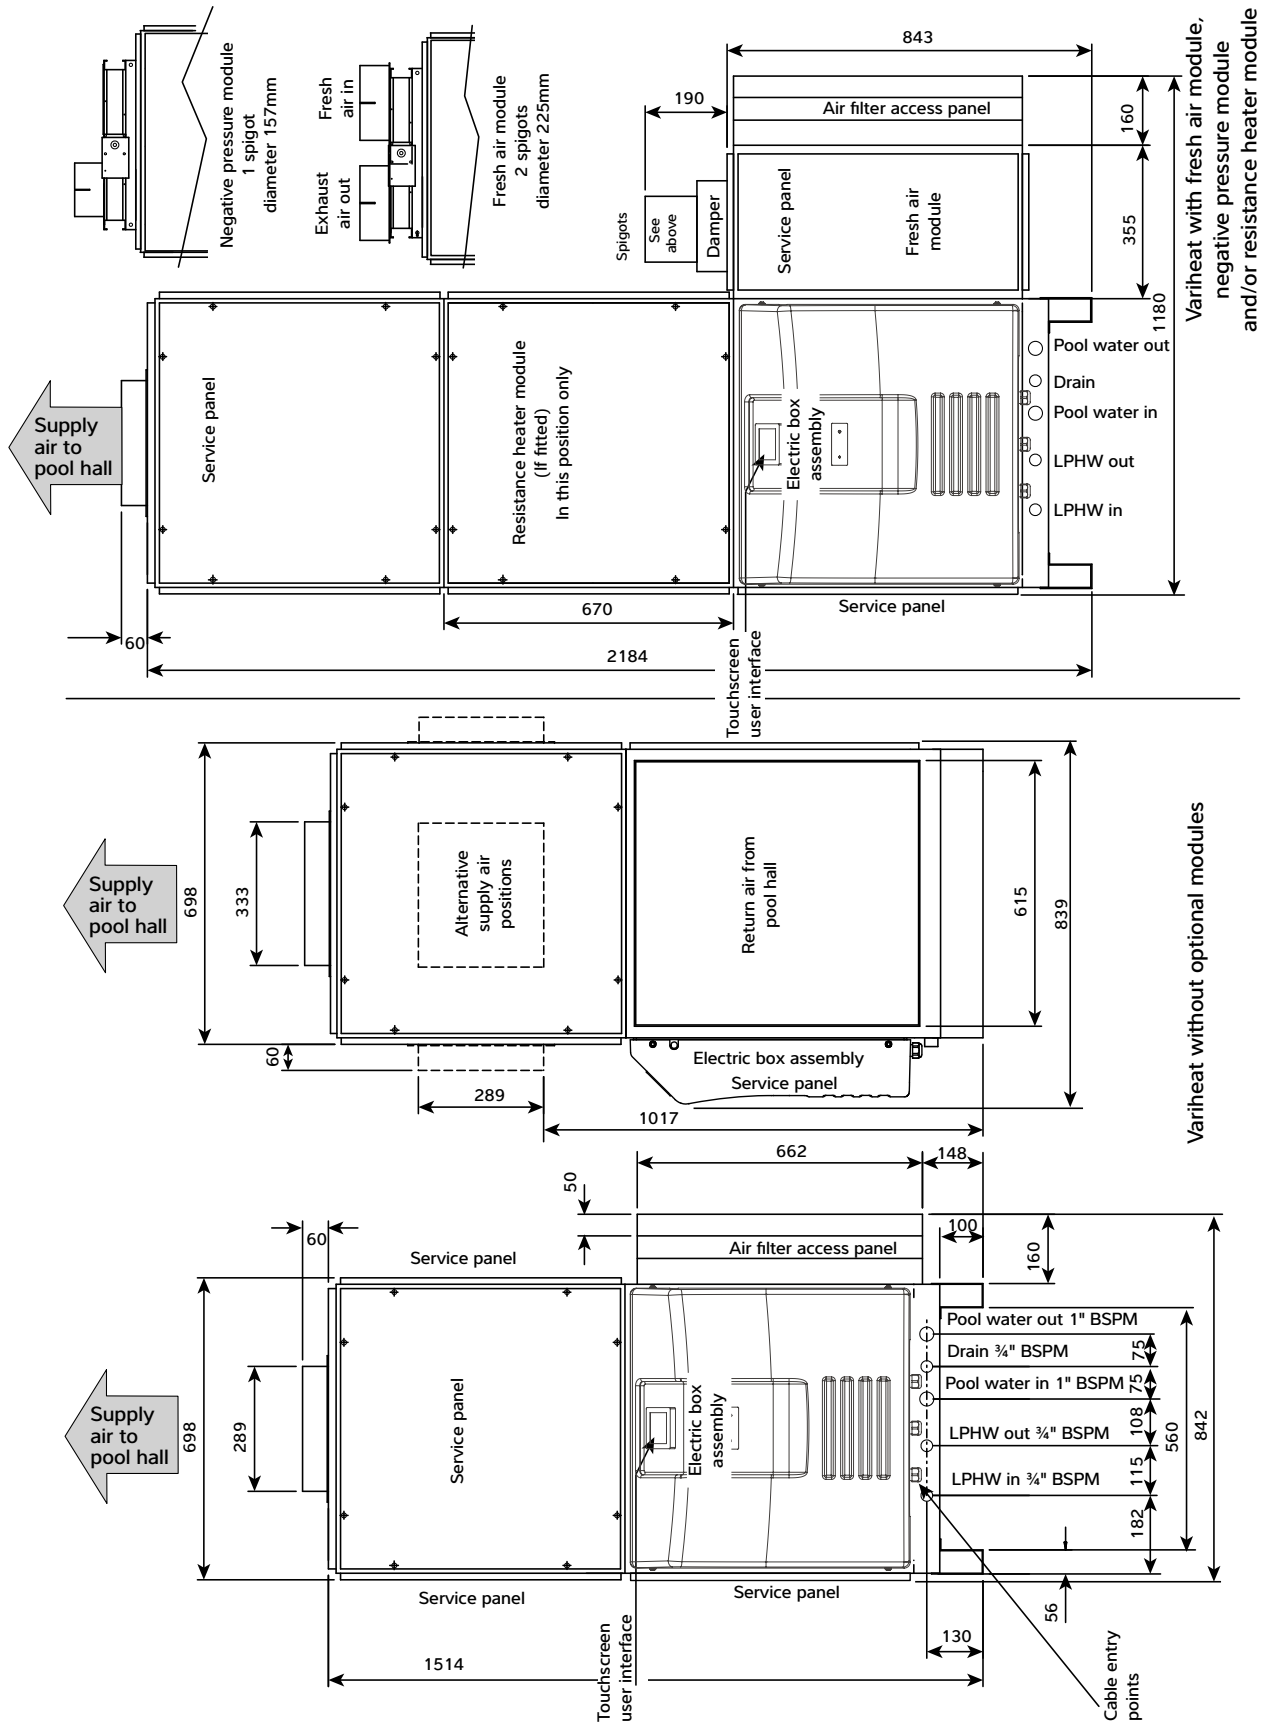 Negative pressure module
1 spigot
diameter 157mm
Exhaust
air out
Fresh
air in
Fresh air module
2 spigots
diameter 225mm
843
190
Air filter access panel
160
Spigots
See
above
Damper
Service panel
Fresh air
module
355
1180
Variheat with fresh air module,
negative pressure module
and/or resistance heater module
Supply
air to
pool hall
Service panel
Resistance heater module
(If fitted)
In this position only
Electric box
assembly
Pool water out
Drain
Pool water in
LPHW out
LPHW in
60
670
Service panel
2184
Touchscreen
user interface
Supply
air to
pool hall
698
333
Alternative
supply air
positions
Return air from
pool hall
615
839
60
289
Electric box assembly
Service panel
1017
Variheat without optional modules
662
148
50
60
Service panel
Air filter access panel
100
160
Supply
air to
pool hall
698
289
Service panel
Electric box
assembly
Pool water out 1" BSPM
Drain ¾" BSPM
Pool water in 1" BSPM
LPHW out ¾" BSPM
LPHW in ¾" BSPM
75
75
108
115
182
560
842
Service panel
Service panel
56
130
1514
Touchscreen
user interface
Cable entry
points